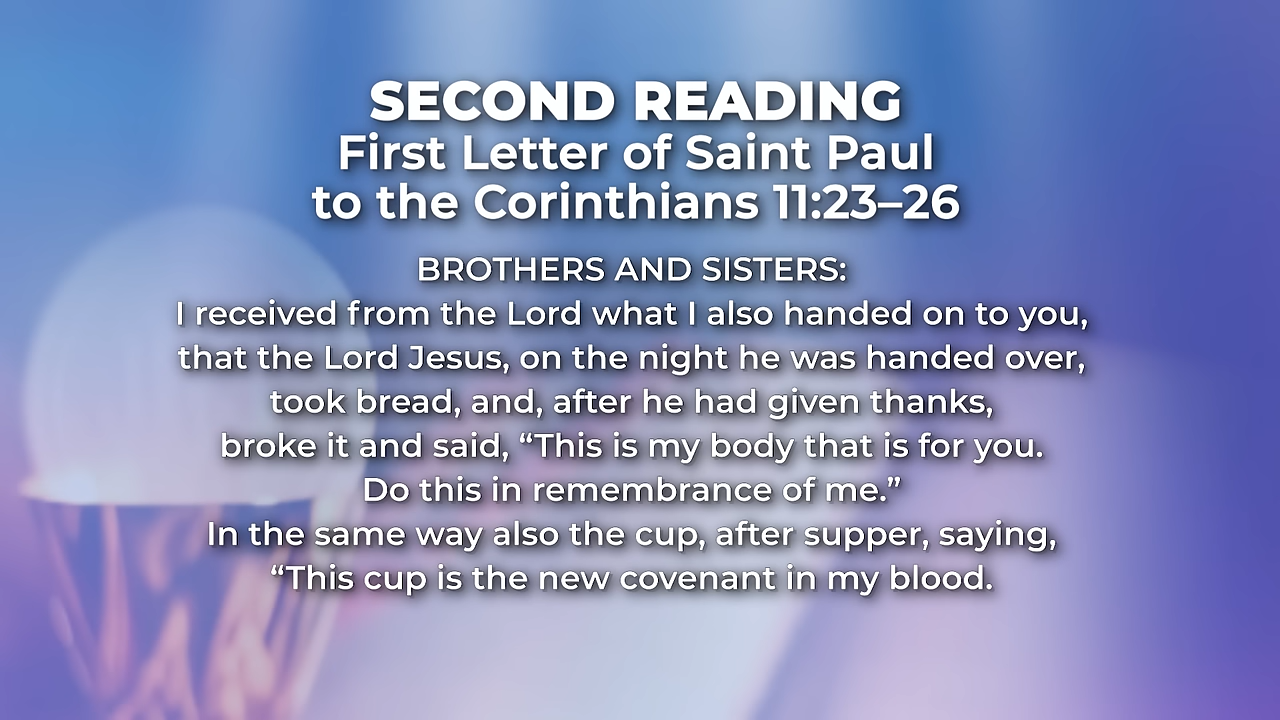 SECOND READING
First Letter of Saint Paul
to the Corinthians 11:23–26
BROTHERS AND SISTERS:
I received from the Lord what I also handed on to you,
that the Lord Jesus, on the night he was handed over,
took bread, and, after he had given thanks,
broke it and said, “This is my body that is for you.
Do this in remembrance of me.”
In the same way also the cup, after supper, saying,
“This cup is the new covenant in my blood.